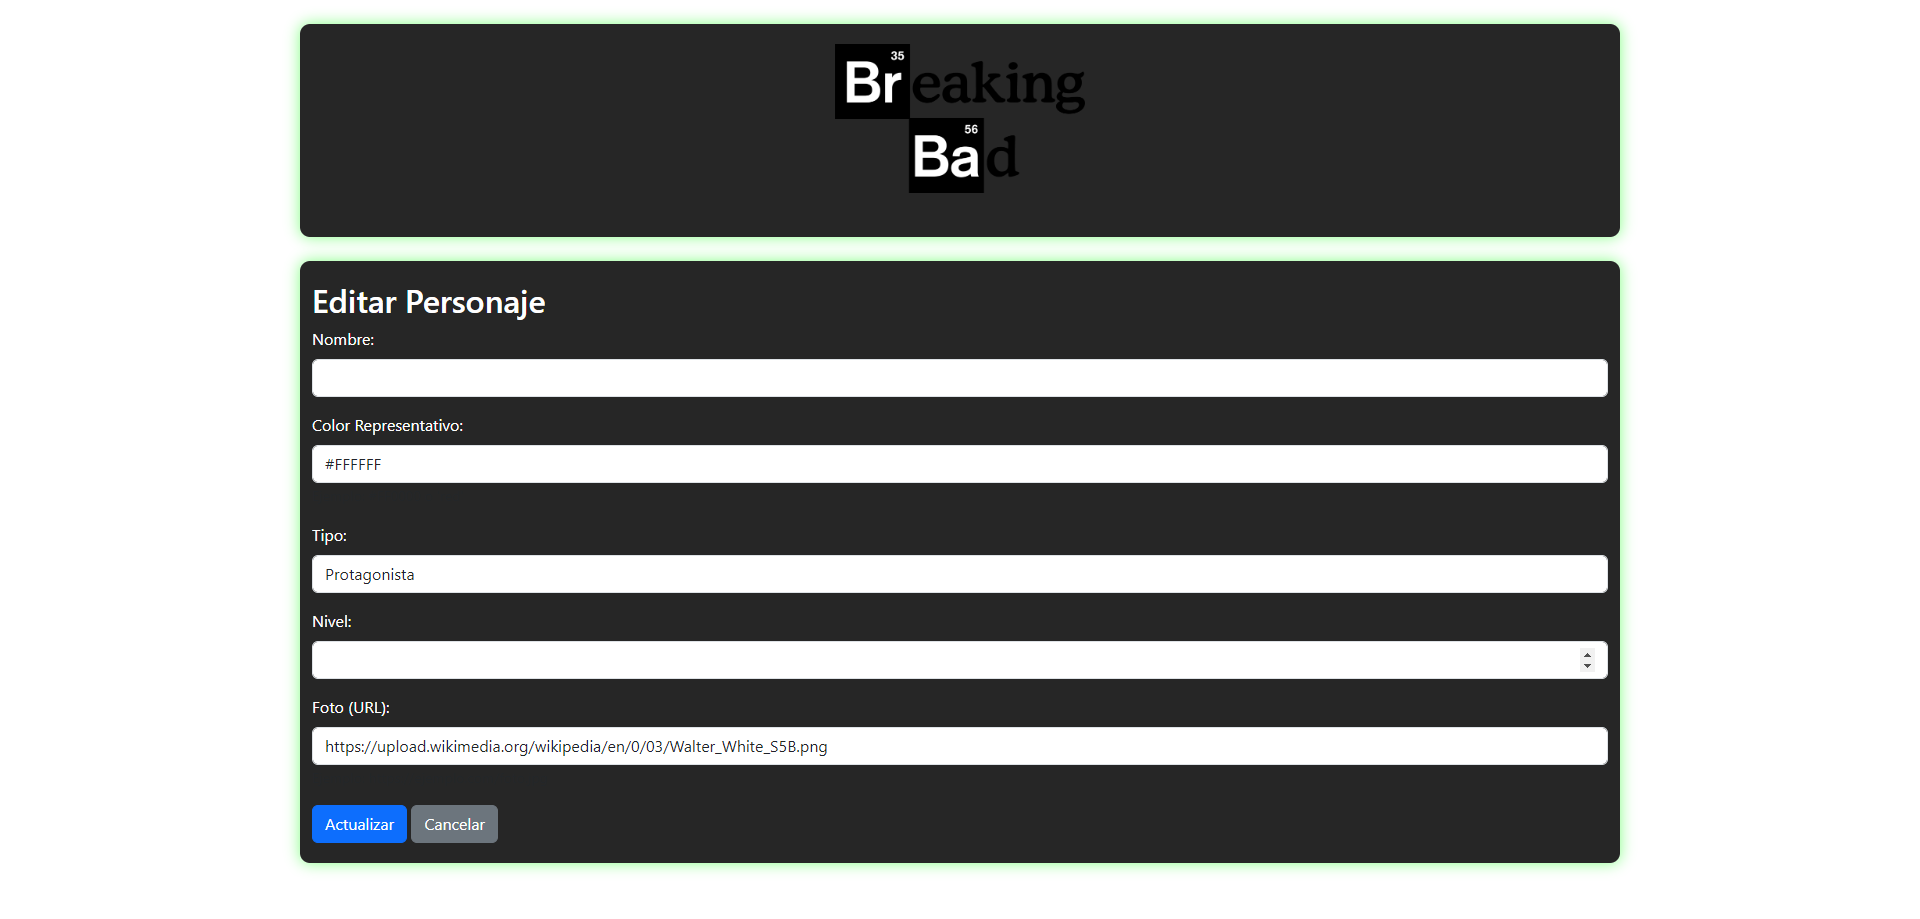 35
Breaking
56
Bad
Editar Personaje
Nombre:
Color Representativo:
#FFFFFF
Tipo:
Protagonista
Nivel:
Foto (URL):
https://upload.wikimedia.org/wikipedia/en/0/03/Walter_White_S5B.png
Actualizar Cancelar